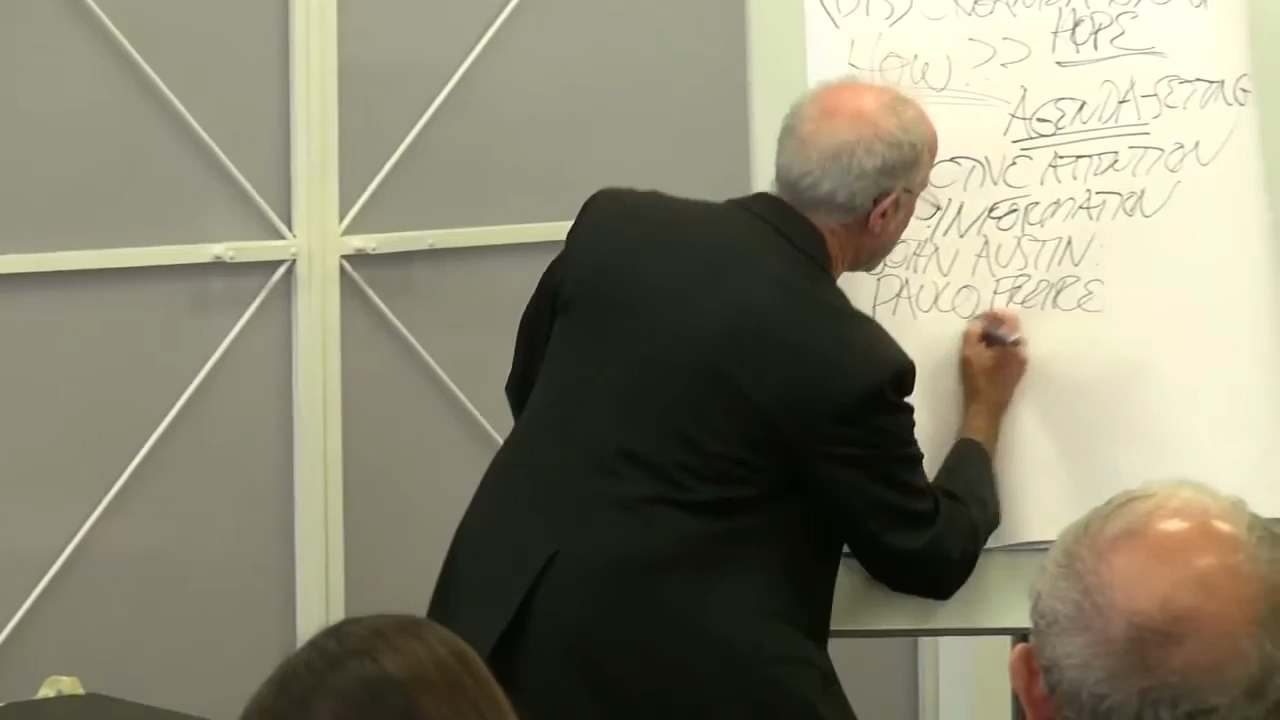 HOPE
HOW??
AGENDA-SETTING
ATTENTION
INFORMATION
AUSTIN:
PAULO FREIRE